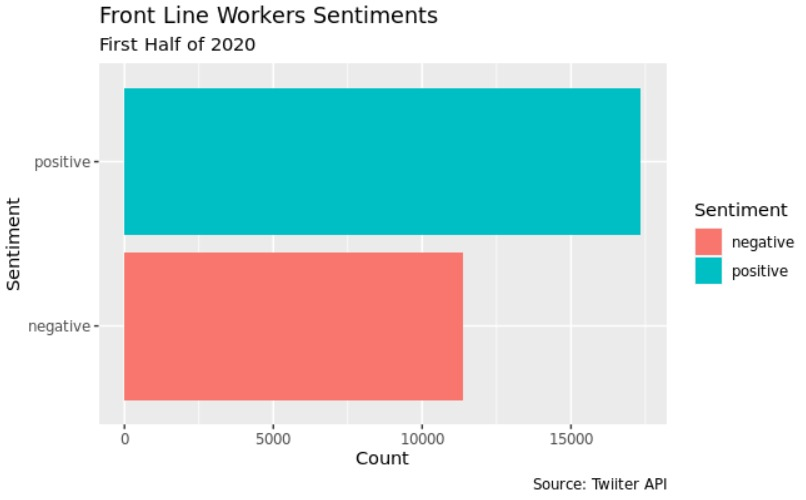 Front Line Workers Sentiments
First Half of 2020
Sentiment
positive
negative
0 5000 10000 15000
Count
Sentiment
negative
positive
Source: Twiiter API